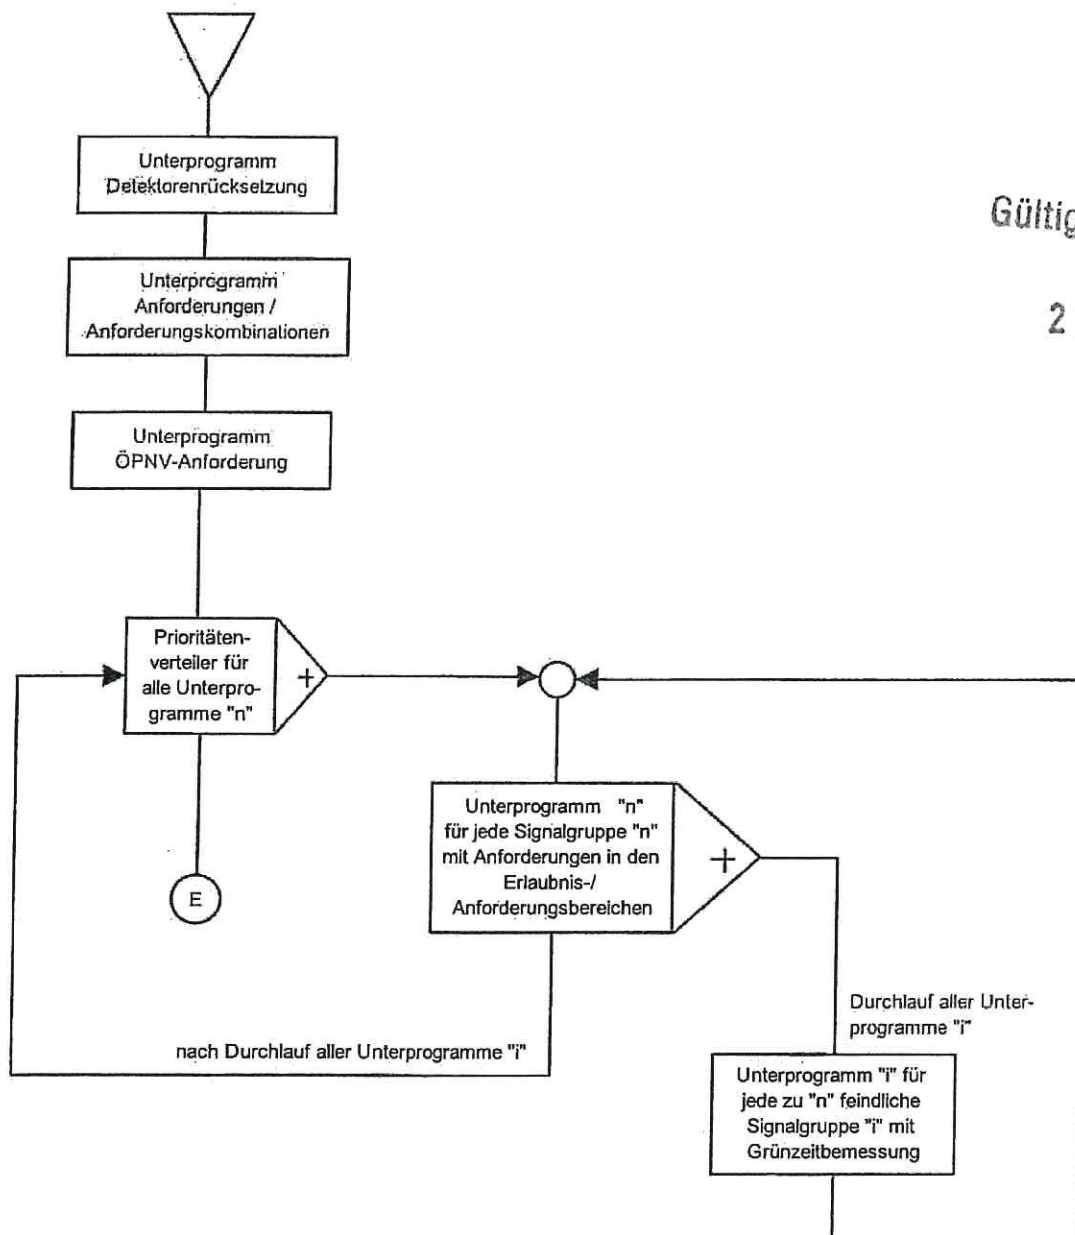 Unterprogramm
Detektorenrücksetzung
Gültig
Unterprogramm
Anforderungen /
Anforderungskombinationen
2
Unterprogramm
ÖPNV-Anforderung
Prioritäten-
verteiler für
alle Unterpro-
gramme "n"
+
Unterprogramm "n"
für jede Signalgruppe "n"
mit Anforderungen in den
Erlaubnis-/
Anforderungsbereichen
+
E
Durchlauf aller Unter-
programme "i"
nach Durchlauf aller Unterprogramme "i"
Unterprogramm "i" für
jede zu "n" feindliche
Signalgruppe "i" mit
Grünzeitbemessung